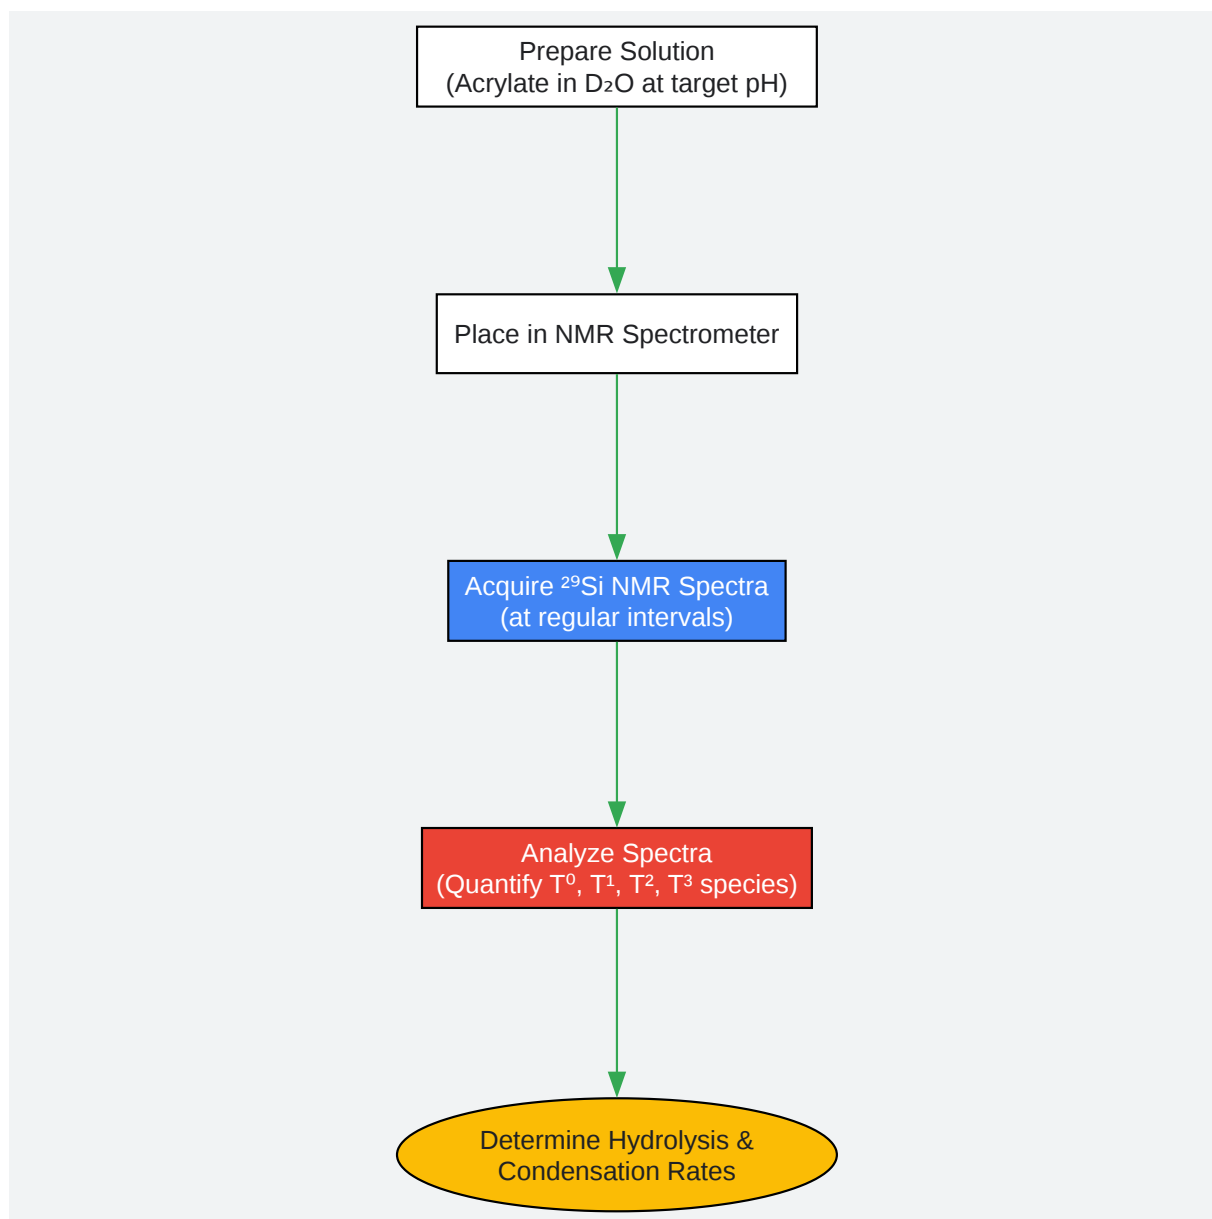 Prepare Solution
(Acrylate in D₂O at target pH)
Place in NMR Spectrometer
Acquire ²⁹Si NMR Spectra
(at regular intervals)
Analyze Spectra
(Quantify T⁰, T¹, T², T³ species)
Determine Hydrolysis &
Condensation Rates